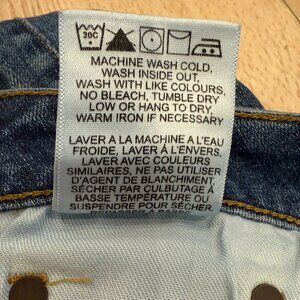 30C
MACHINE WASH COLD,
WASH INSIDE OUT,
WASH WITH LIKE COLOURS,
NO BLEACH, TUMBLE DRY
LOW OR HANG TO DRY,
WARM IRON IF NECESSARY
LAVER A LA MACHINE A L'EAU
FROIDE, LAVER À L'ENVERS,
LAVER AVEC COULEURS
SIMILAIRES, NE PAS UTILISER
D'AGENT DE BLANCHIMENT
SÉCHER PAR CULBUTAGE À
BASSE TEMPÉRATURE OU
SUSPENDRE POUR SÉCHER
REPASSER A BASSE